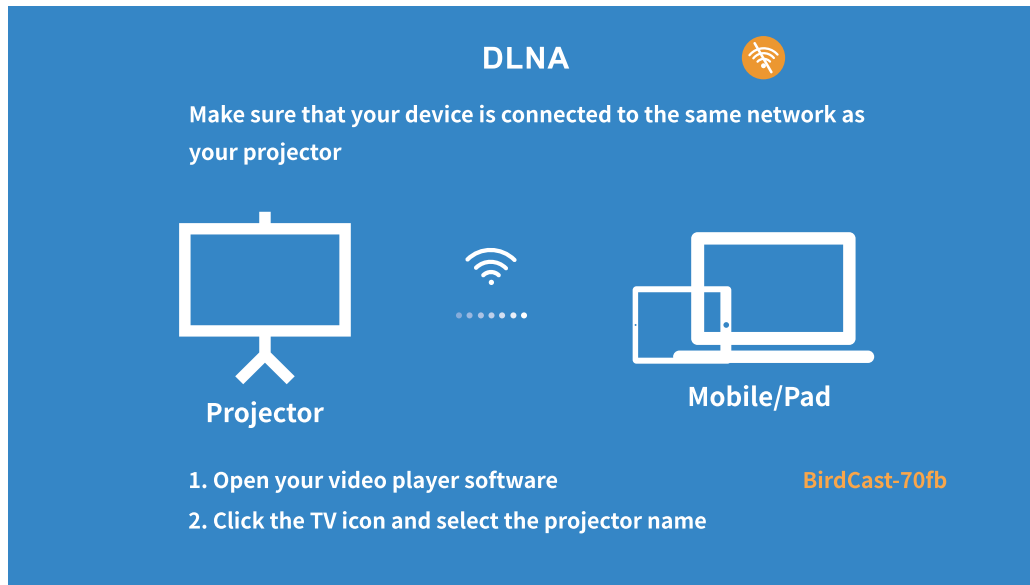 DLNA
Make sure that your device is connected to the same network as
your projector
Projector
Mobile/Pad
1. Open your video player software
BirdCast-70fb
2. Click the TV icon and select the projector name